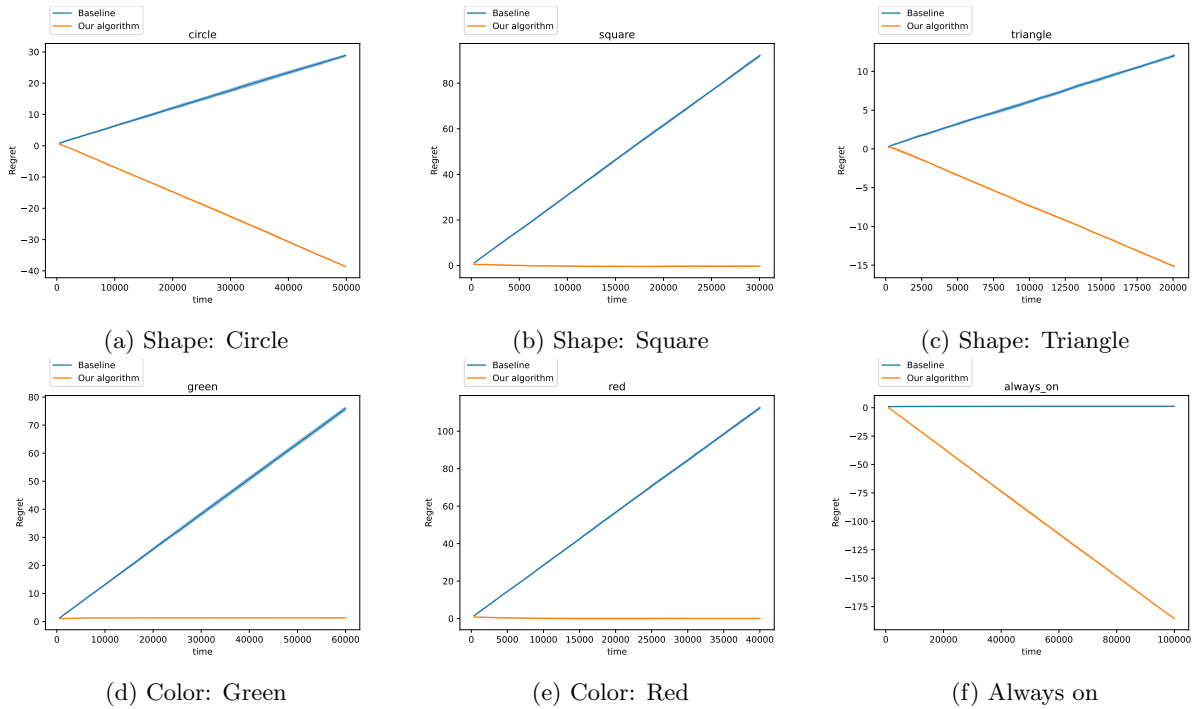 Baseline
Our algorithm
circle
Regret
30
20
10
0
−10
−20
−30
−40
0 10000 20000 30000 40000 50000
time
(a) Shape: Circle
Baseline
Our algorithm
square
Regret
80
60
40
20
0
0 5000 10000 15000 20000 25000 30000
time
(b) Shape: Square
Baseline
Our algorithm
triangle
Regret
10
5
0
−5
−10
−15
0 2500 5000 7500 10000 12500 15000 17500 20000
time
(c) Shape: Triangle
Baseline
Our algorithm
green
Regret
80
70
60
50
40
30
20
10
0
0 10000 20000 30000 40000 50000 60000
time
(d) Color: Green
Baseline
Our algorithm
red
Regret
100
80
60
40
20
0
0 5000 10000 15000 20000 25000 30000 35000 40000
time
(e) Color: Red
Baseline
Our algorithm
always_on
Regret
0
−25
−50
−75
−100
−125
−150
−175
0 20000 40000 60000 80000 100000
time
(f) Always on